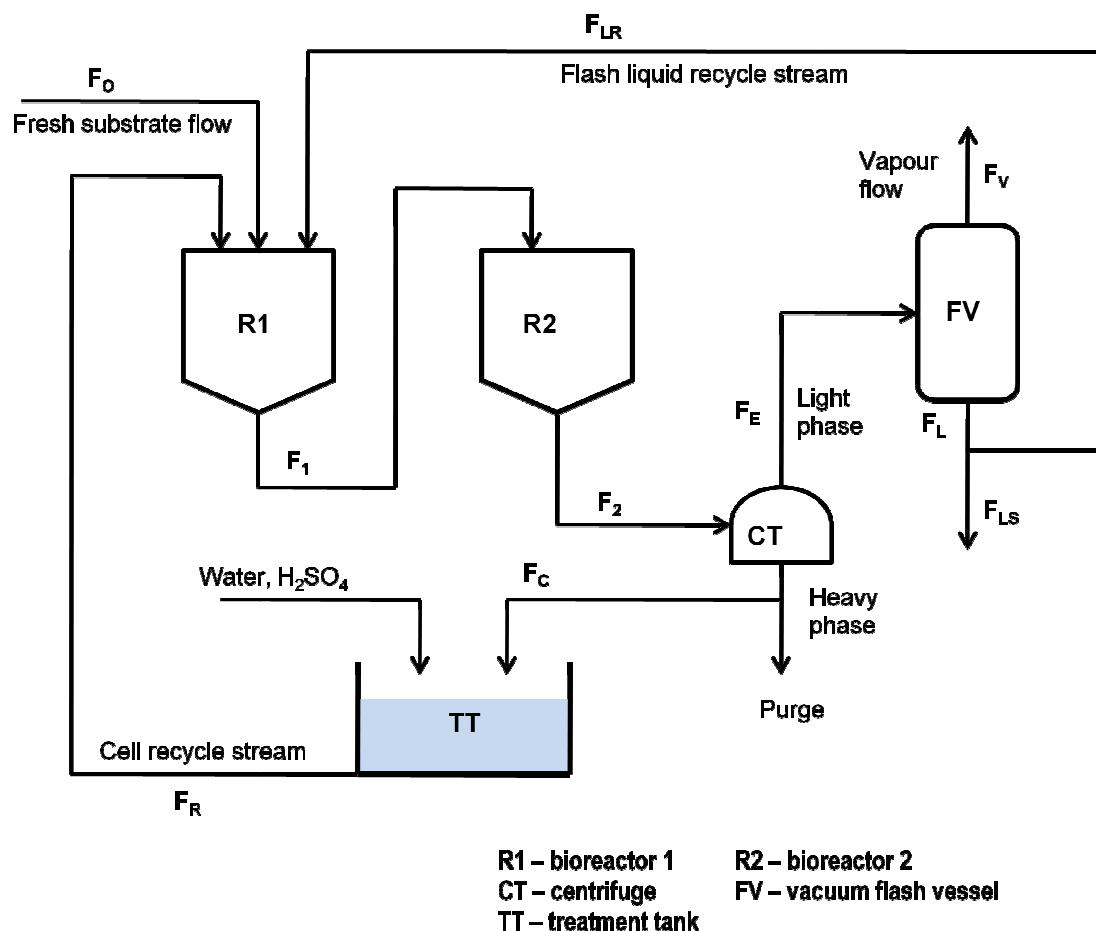 F_LR
Flash liquid recycle stream
F_O
Fresh substrate flow
Vapour
flow
F_V
R1
R2
FV
F_E
Light
phase
F_L
F_1
F_2
F_LS
CT
Water, H₂SO₄
F_C
Heavy
phase
TT
Purge
Cell recycle stream
F_R
R1 – bioreactor 1
R2 – bioreactor 2
CT – centrifuge
FV – vacuum flash vessel
TT – treatment tank